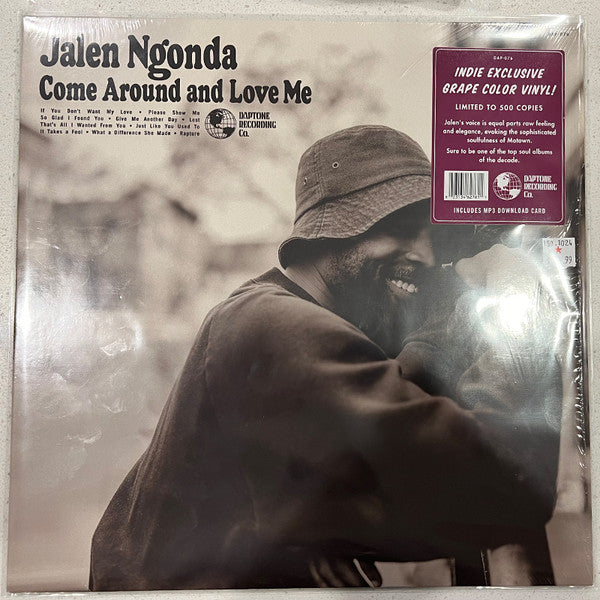 Jalen Ngonda
Come Around and Love Me
If You Don't Want My Love • Please Show Me
So Glad I Found You • Give Me Another Day • Lost
That's All I Wanted From You • Just Like You Used To
It Takes a Fool • What a Difference She Made • Rapture
DAPTONE
RECORDING
Co.
DAP-076
INDIE EXCLUSIVE
GRAPE COLOR VINYL!
LIMITED TO 500 COPIES
Jalen's voice is equal parts raw feeling
and elegance, evoking the sophisticated
soulfulness of Motown.
Sure to be one of the top soul albums
of the decade.
DAPTONE
RECORDING
Co.
INCLUDES MP3 DOWNLOAD CARD
99